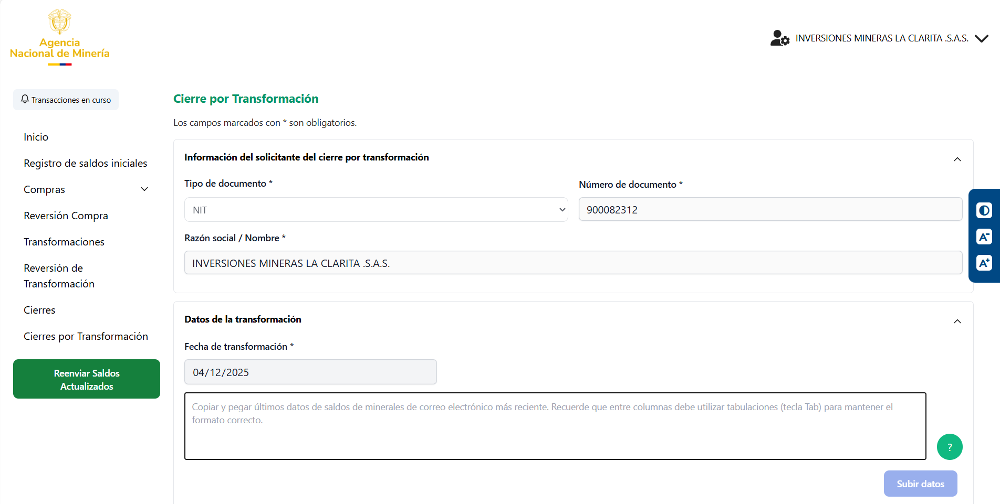 Agencia
Nacional de Minería
INVERSIONES MINERAS LA CLARITA .S.A.S.
Transacciones en curso
Inicio
Registro de saldos iniciales
Compras
Reversión Compra
Transformaciones
Reversión de
Transformación
Cierres
Cierres por Transformación
Reenviar Saldos
Actualizados
Cierre por Transformación
Los campos marcados con * son obligatorios.
Información del solicitante del cierre por transformación
Tipo de documento *
Número de documento *
NIT
900082312
Razón social / Nombre *
INVERSIONES MINERAS LA CLARITA .S.A.S.
Datos de la transformación
Fecha de transformación *
04/12/2025
Copiar y pegar últimos datos de saldos de minerales de correo electrónico más reciente. Recuerde que entre columnas debe utilizar tabulaciones (tecla Tab) para mantener el
formato correcto.
?
Subir datos
A-
A+